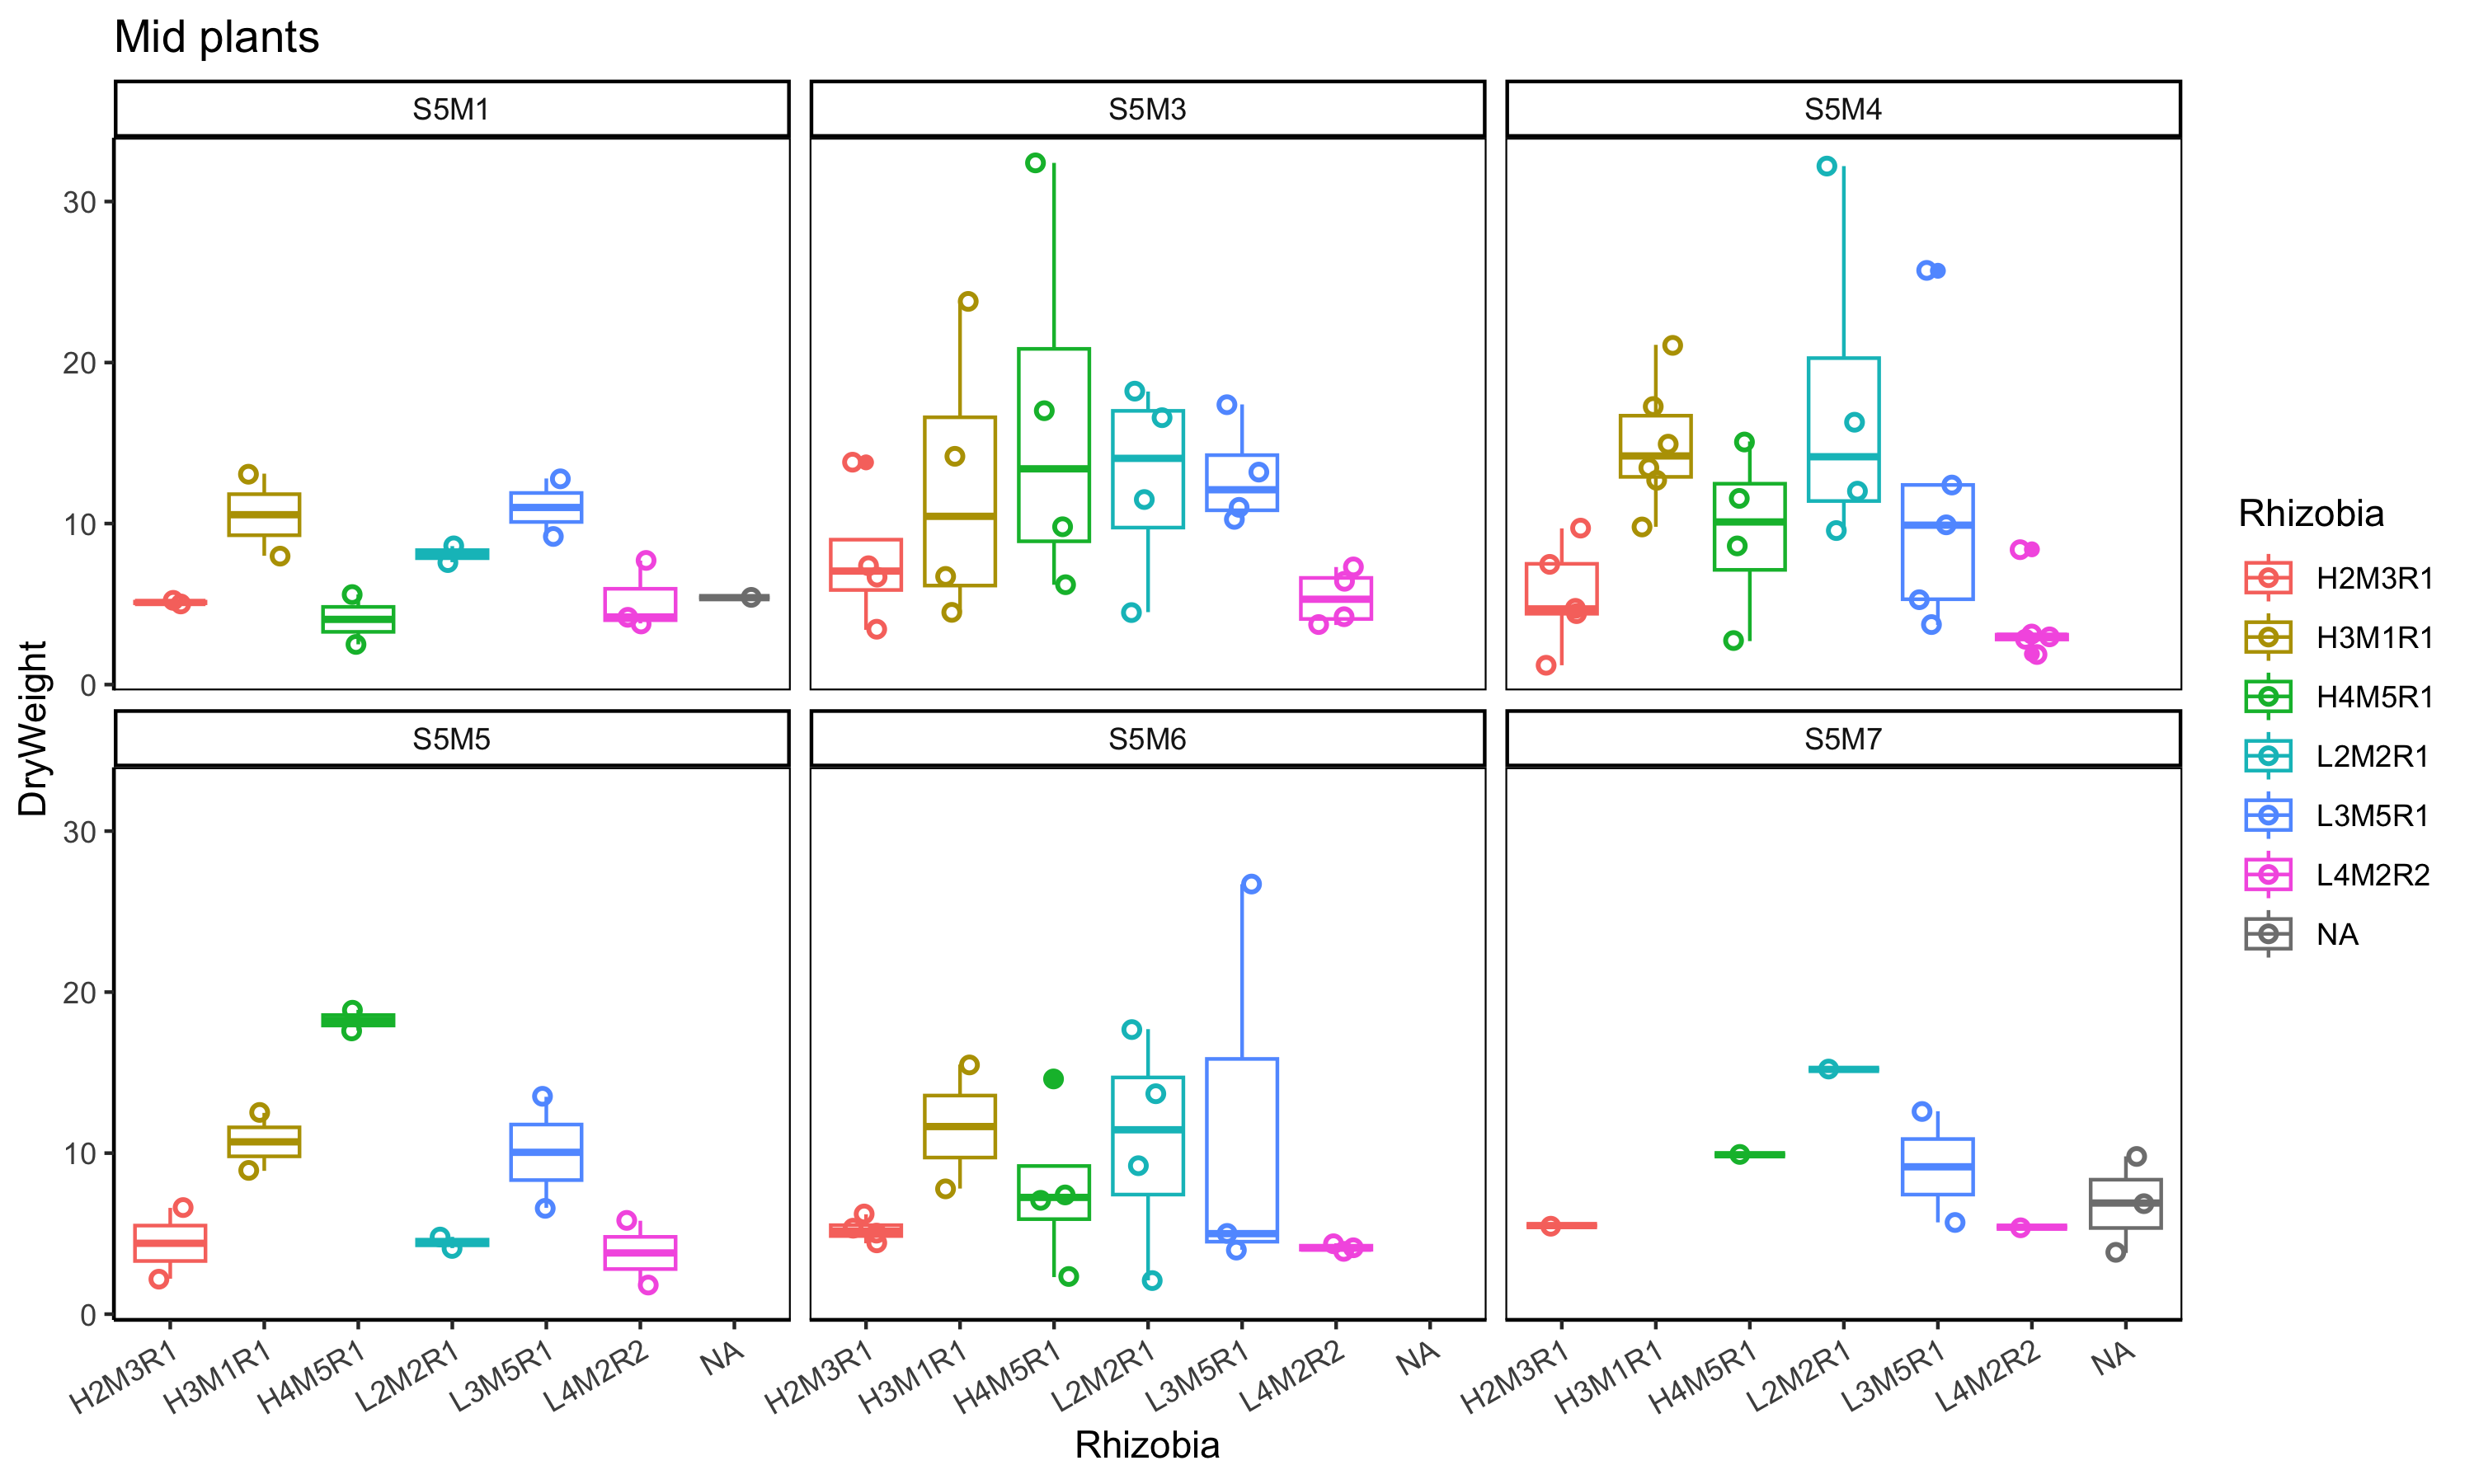 Mid plants
S5M1
S5M3
S5M4
30
20
10
0
S5M5
S5M6
S5M7
30
20
10
0
DryWeight
H2M3R1
H3M1R1
H4M5R1
L2M2R1
L3M5R1
L4M2R2
NA
H2M3R1
H3M1R1
H4M5R1
L2M2R1
L3M5R1
L4M2R2
NA
H2M3R1
H3M1R1
H4M5R1
L2M2R1
L3M5R1
L4M2R2
NA
Rhizobia
Rhizobia
H2M3R1
H3M1R1
H4M5R1
L2M2R1
L3M5R1
L4M2R2
NA